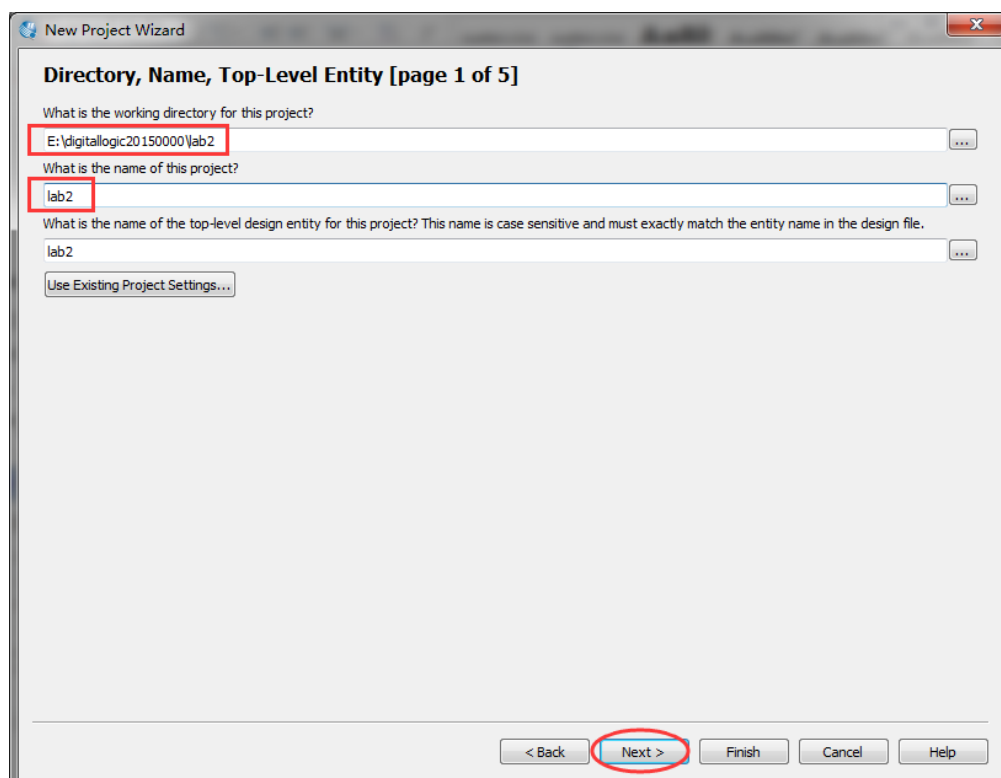 New Project Wizard
Directory, Name, Top-Level Entity [page 1 of 5]
What is the working directory for this project?
E:\digitallogic20150000\lab2
...
What is the name of this project?
lab2
...
What is the name of the top-level design entity for this project? This name is case sensitive and must exactly match the entity name in the design file.
lab2
...
Use Existing Project Settings...
< Back Next > Finish Cancel Help